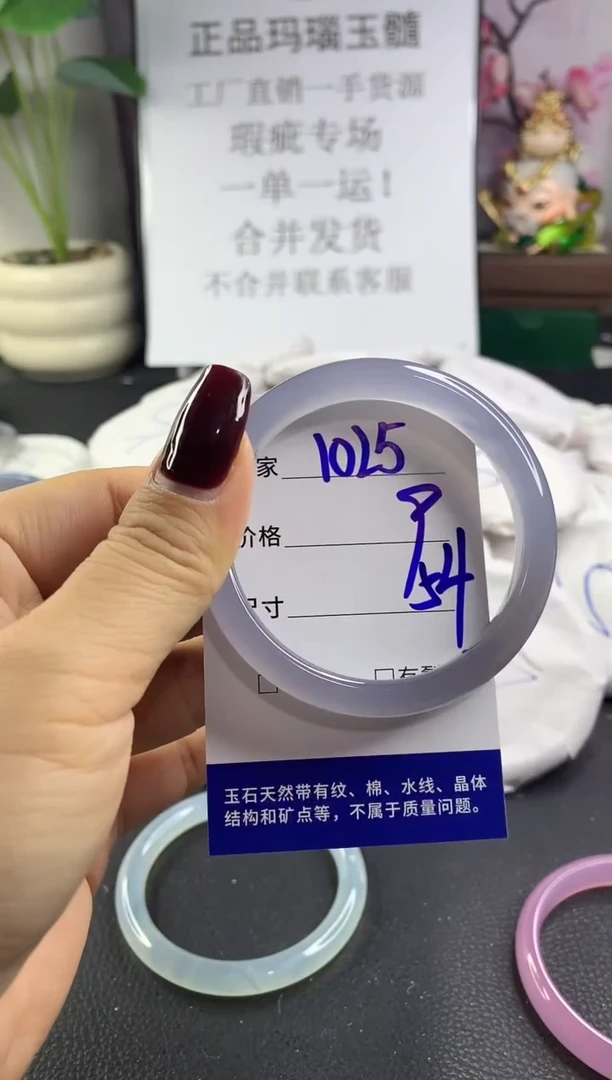 正品玛瑙玉髓
工厂直销一手货源
瑕疵专场
一单一运！
合并发货
不合并联系客服
家 1025
价格
寸 54
玉石天然带有纹、棉、水线、晶体
结构和矿点等，不属于质量问题。